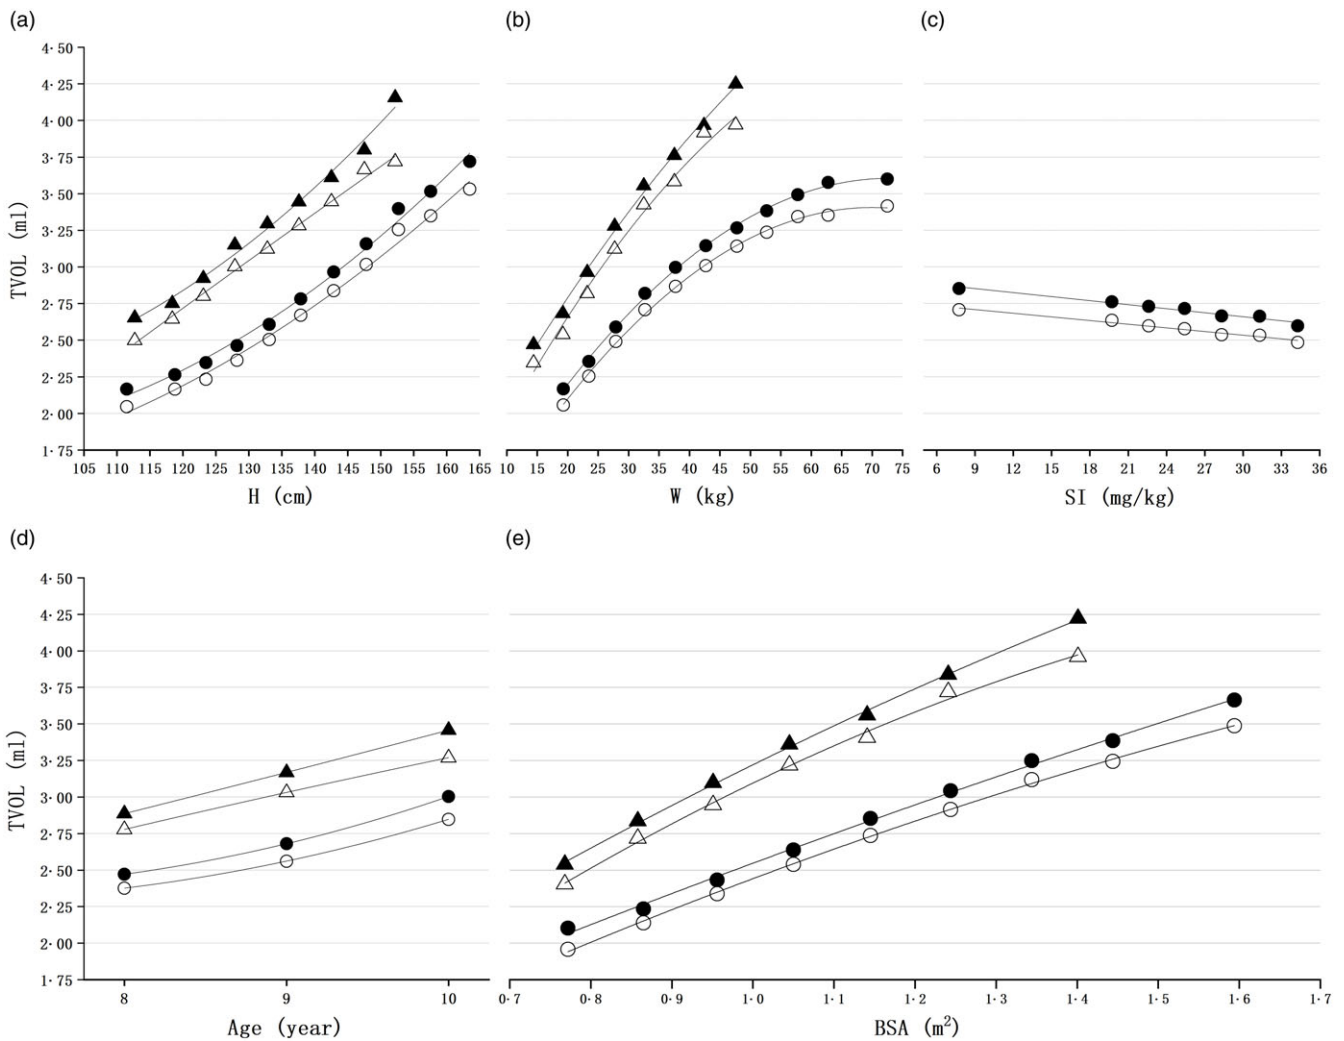 (a)
(b)
(c)
TVOL (ml)
4·50
4·25
4·00
3·75
3·50
3·25
3·00
2·75
2·50
2·25
2·00
1·75
105 110 115 120 125 130 135 140 145 150 155 160 165
H (cm)
10 15 20 25 30 35 40 45 50 55 60 65 70 75
W (kg)
6 9 12 15 18 21 24 27 30 33 36
SI (mg/kg)
(d)
(e)
TVOL (ml)
4·50
4·25
4·00
3·75
3·50
3·25
3·00
2·75
2·50
2·25
2·00
1·75
8 9 10
Age (year)
0·7 0·8 0·9 1·0 1·1 1·2 1·3 1·4 1·5 1·6 1·7
BSA (m²)